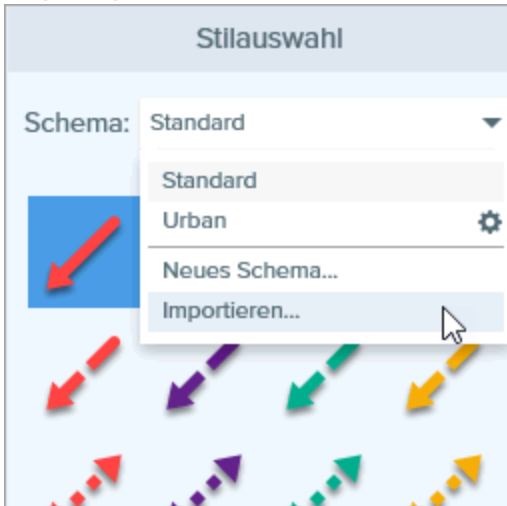 Stilauswahl
Schema: Standard
Standard
Urban
Neues Schema...
Importieren...